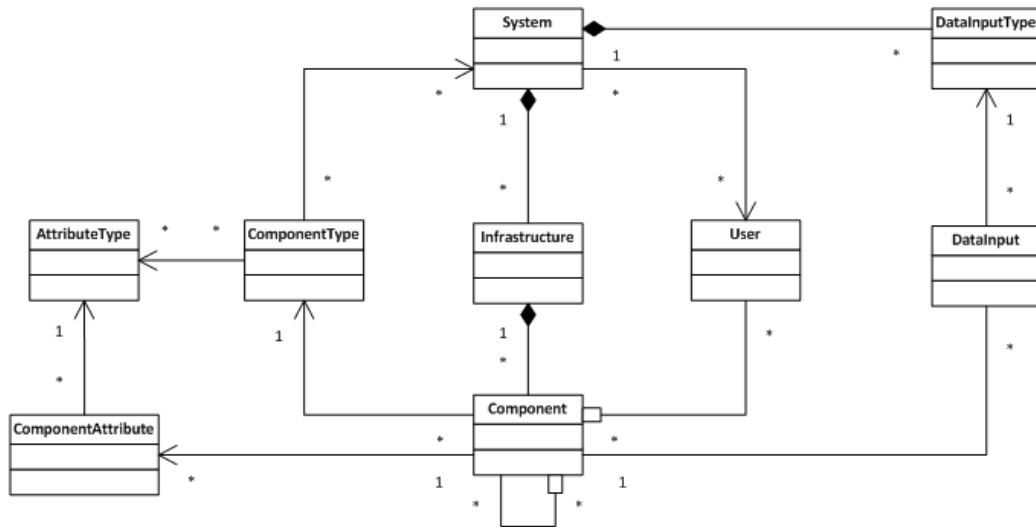 System
DataInputType
1
*
*
*
1
1
*
*
*
*
AttributeType
*
*
ComponentType
Infrastructure
User
DataInput
1
1
1
*
*
*
*
Component
ComponentAttribute
*
*
*
1
1
*
*